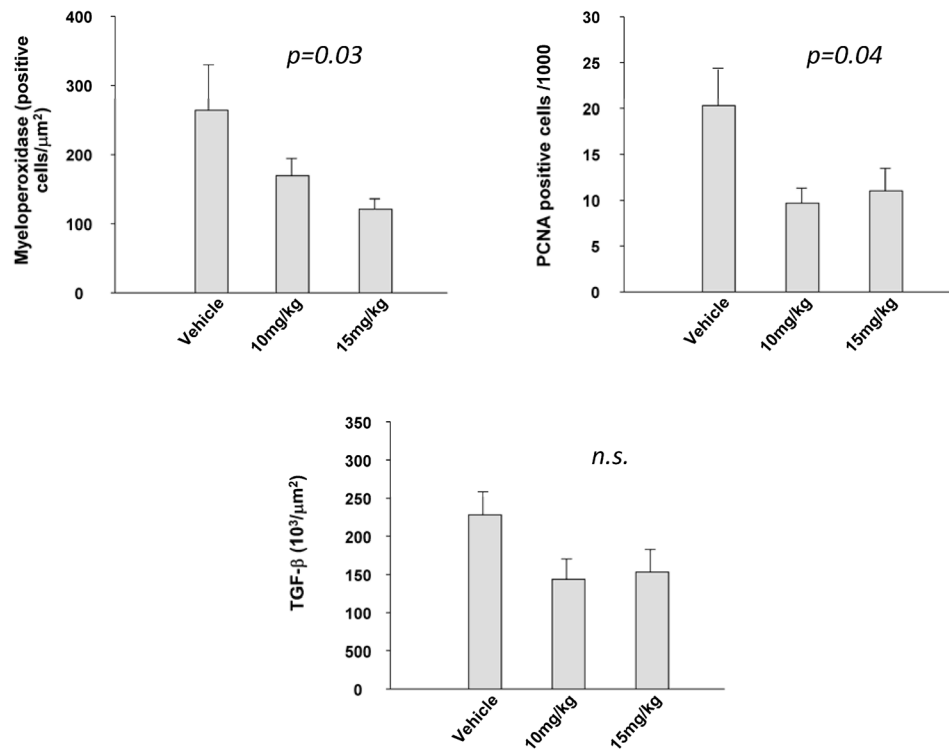 400
300
200
100
0
Myeloperoxidase (positive
cells/μm²)
p=0.03
Vehicle
10mg/kg
15mg/kg
30
25
20
15
10
5
0
PCNA positive cells /1000
p=0.04
Vehicle
10mg/kg
15mg/kg
350
300
250
200
150
100
500
0
TGF-β (10³/μm²)
n.s.
Vehicle
10mg/kg
15mg/kg